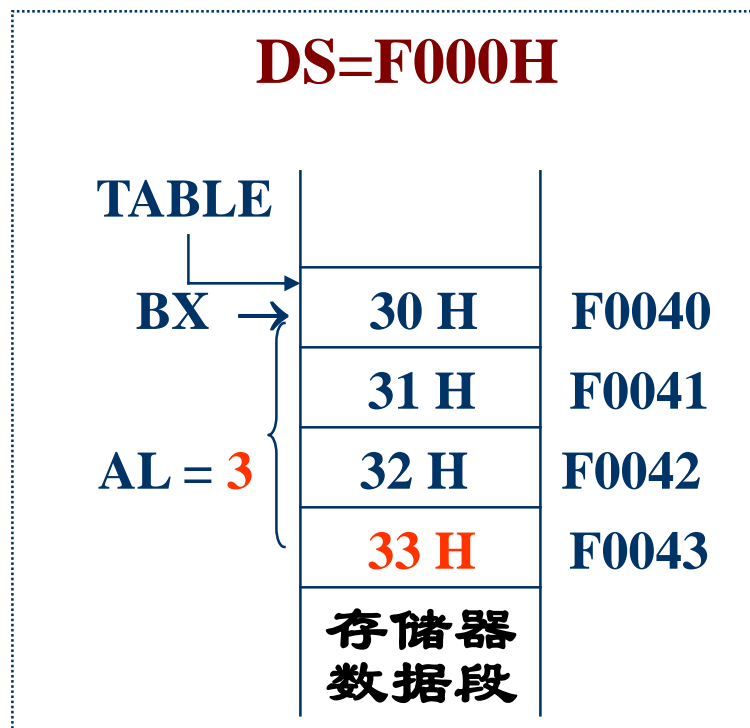 DS=F000H
TABLE
BX → 30 H F0040
31 H F0041
AL = 3 32 H F0042
33 H F0043
存储器
数据段